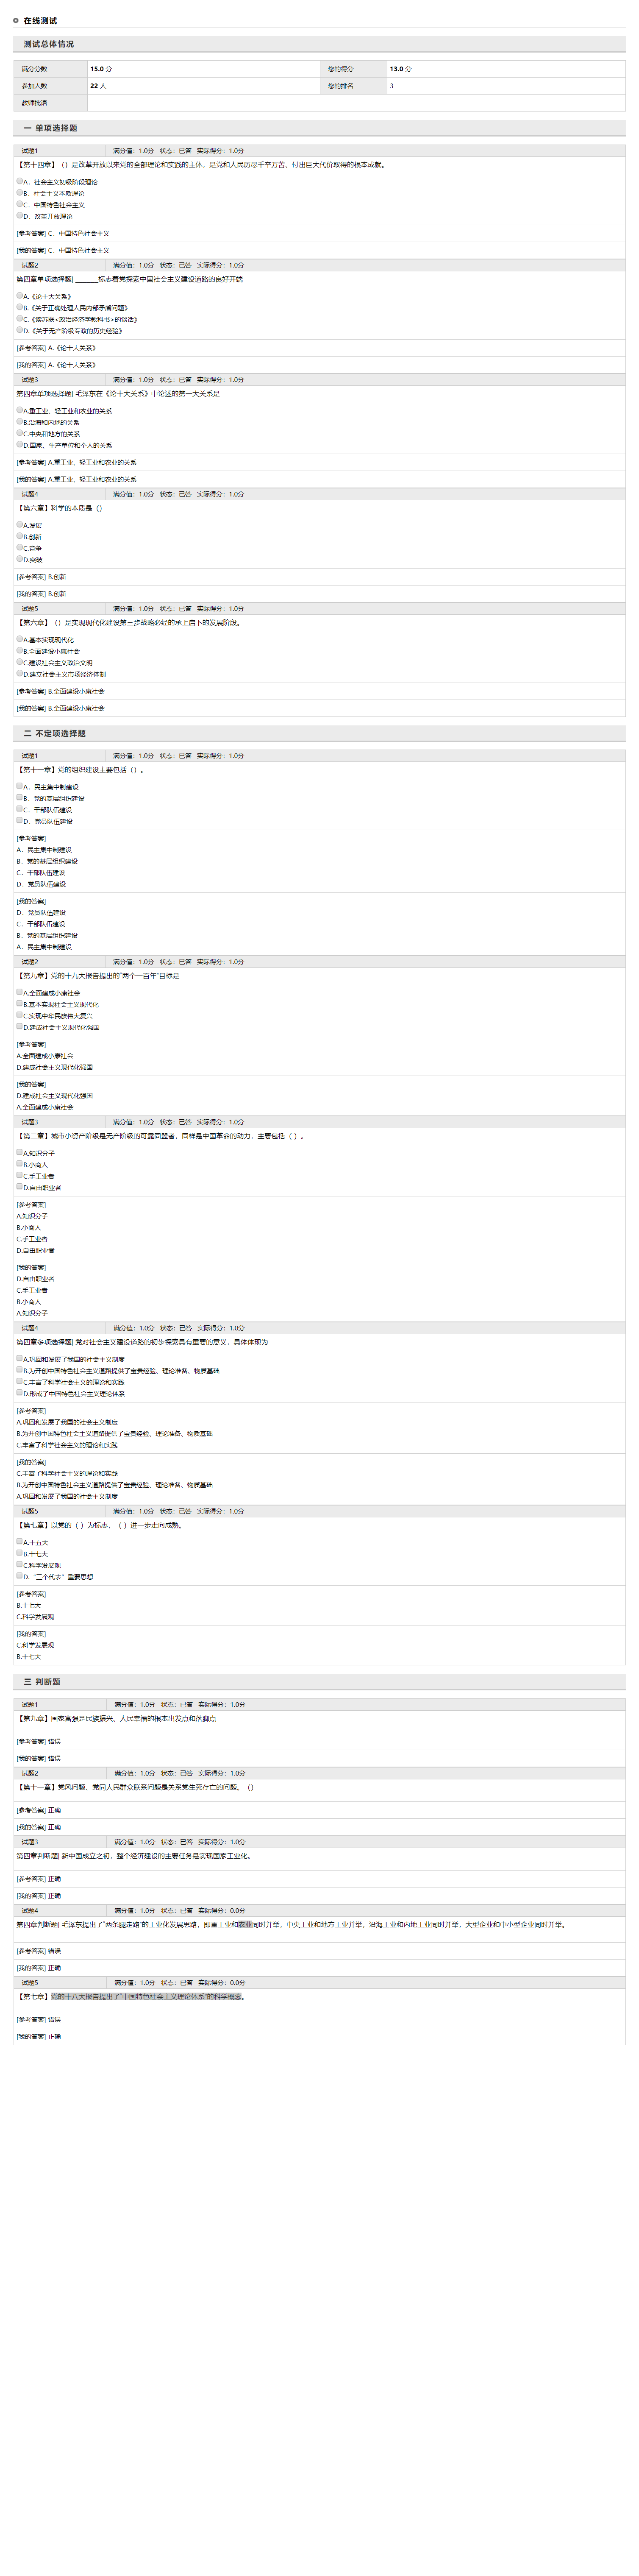 在线测试
测试总体情况
满分分数 15.0 分 您的得分 13.0 分
参加人数 22 人 您的排名 3
教师批语
一 单项选择题
试题1 满分值：1.0分 状态：已答 实际得分：1.0分
【第十四章】（）是改革开放以来党的全部理论和实践的主体，是党和人民历尽千辛万苦、付出巨大代价取得的根本成就。
A．社会主义初级阶段理论
B．社会主义本质理论
C．中国特色社会主义
D．改革开放理论
[参考答案] C．中国特色社会主义
[我的答案] C．中国特色社会主义
试题2 满分值：1.0分 状态：已答 实际得分：1.0分
第四章单项选择题| _______标志着党探索中国社会主义建设道路的良好开端
A.《论十大关系》
B.《关于正确处理人民内部矛盾问题》
C.《读苏联<政治经济学教科书>的谈话》
D.《关于无产阶级专政的历史经验》
[参考答案] A.《论十大关系》
[我的答案] A.《论十大关系》
试题3 满分值：1.0分 状态：已答 实际得分：1.0分
第四章单项选择题| 毛泽东在《论十大关系》中论述的第一大关系是
A.重工业、轻工业和农业的关系
B.沿海和内地的关系
C.中央和地方的关系
D.国家、生产单位和个人的关系
[参考答案] A.重工业、轻工业和农业的关系
[我的答案] A.重工业、轻工业和农业的关系
试题4 满分值：1.0分 状态：已答 实际得分：1.0分
【第六章】科学的本质是（）
A.发展
B.创新
C.竞争
D.突破
[参考答案] B.创新
[我的答案] B.创新
试题5 满分值：1.0分 状态：已答 实际得分：1.0分
【第六章】（）是实现现代化建设第三步战略必经的承上启下的发展阶段。
A.基本实现现代化
B.全面建设小康社会
C.建设社会主义政治文明
D.建立社会主义市场经济体制
[参考答案] B.全面建设小康社会
[我的答案] B.全面建设小康社会
二 不定项选择题
试题1 满分值：1.0分 状态：已答 实际得分：1.0分
【第十一章】党的组织建设主要包括（）。
A．民主集中制建设
B．党的基层组织建设
C．干部队伍建设
D．党员队伍建设
[参考答案]
A．民主集中制建设
B．党的基层组织建设
C．干部队伍建设
D．党员队伍建设
[我的答案]
D．党员队伍建设
C．干部队伍建设
B．党的基层组织建设
A．民主集中制建设
试题2 满分值：1.0分 状态：已答 实际得分：1.0分
【第九章】党的十九大报告提出的“两个一百年”目标是
A.全面建成小康社会
B.基本实现社会主义现代化
C.实现中华民族伟大复兴
D.建成社会主义现代化强国
[参考答案]
A.全面建成小康社会
D.建成社会主义现代化强国
[我的答案]
D.建成社会主义现代化强国
A.全面建成小康社会
试题3 满分值：1.0分 状态：已答 实际得分：1.0分
【第二章】城市小资产阶级是无产阶级的可靠同盟者，同样是中国革命的动力，主要包括（ ）。
A.知识分子
B.小商人
C.手工业者
D.自由职业者
[参考答案]
A.知识分子
B.小商人
C.手工业者
D.自由职业者
[我的答案]
D.自由职业者
C.手工业者
B.小商人
A.知识分子
试题4 满分值：1.0分 状态：已答 实际得分：1.0分
第四章多项选择题| 党对社会主义建设道路的初步探索具有重要的意义，具体体现为
A.巩固和发展了我国的社会主义制度
B.为开创中国特色社会主义道路提供了宝贵经验、理论准备、物质基础
C.丰富了科学社会主义的理论和实践
D.形成了中国特色社会主义理论体系
[参考答案]
A.巩固和发展了我国的社会主义制度
B.为开创中国特色社会主义道路提供了宝贵经验、理论准备、物质基础
C.丰富了科学社会主义的理论和实践
[我的答案]
C.丰富了科学社会主义的理论和实践
B.为开创中国特色社会主义道路提供了宝贵经验、理论准备、物质基础
A.巩固和发展了我国的社会主义制度
试题5 满分值：1.0分 状态：已答 实际得分：1.0分
【第七章】以党的（ ）为标志，（ ）进一步走向成熟。
A.十五大
B.十七大
C.科学发展观
D.“三个代表”重要思想
[参考答案]
B.十七大
C.科学发展观
[我的答案]
C.科学发展观
B.十七大
三 判断题
试题1 满分值：1.0分 状态：已答 实际得分：1.0分
【第九章】国家富强是民族振兴、人民幸福的根本出发点和落脚点
[参考答案] 错误
[我的答案] 错误
试题2 满分值：1.0分 状态：已答 实际得分：1.0分
【第十一章】党风问题、党同人民群众联系问题是关系党生死存亡的问题。（）
[参考答案] 正确
[我的答案] 正确
试题3 满分值：1.0分 状态：已答 实际得分：1.0分
第四章判断题| 新中国成立之初，整个经济建设的主要任务是实现国家工业化。
[参考答案] 正确
[我的答案] 正确
试题4 满分值：1.0分 状态：已答 实际得分：0.0分
第四章判断题| 毛泽东提出了“两条腿走路”的工业化发展思路，即重工业和农业同时并举，中央工业和地方工业并举，沿海工业和内地工业同时并举，大型企业和中小型企业同时并举。
[参考答案] 错误
[我的答案] 正确
试题5 满分值：1.0分 状态：已答 实际得分：0.0分
【第七章】党的十八大报告提出了“中国特色社会主义理论体系”的科学概念。
[参考答案] 错误
[我的答案] 正确